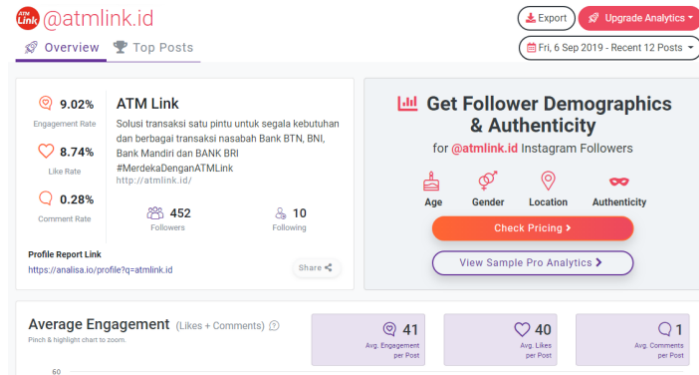 ATM
Link
@atmlink.id
Export
Upgrade Analytics
Overview
Top Posts
Fri, 6 Sep 2019 - Recent 12 Posts
9.02%
Engagement Rate
8.74%
Like Rate
0.28%
Comment Rate
ATM Link
Solusi transaksi satu pintu untuk segala kebutuhan
dan berbagai transaksi nasabah Bank BTN, BNI,
Bank Mandiri dan BANK BRI
#MerdekaDenganATMLink
http://atmlink.id/
452
Followers
10
Following
Profile Report Link
https://analisa.io/profile?q=atmlink.id
Share
Get Follower Demographics
& Authenticity
for @atmlink.id Instagram Followers
Age Gender Location Authenticity
Check Pricing
View Sample Pro Analytics
Average Engagement (Likes + Comments)
Pinch & highlight chart to zoom.
41
Avg. Engagement
per Post
40
Avg. Likes
per Post
1
Avg. Comments
per Post
60